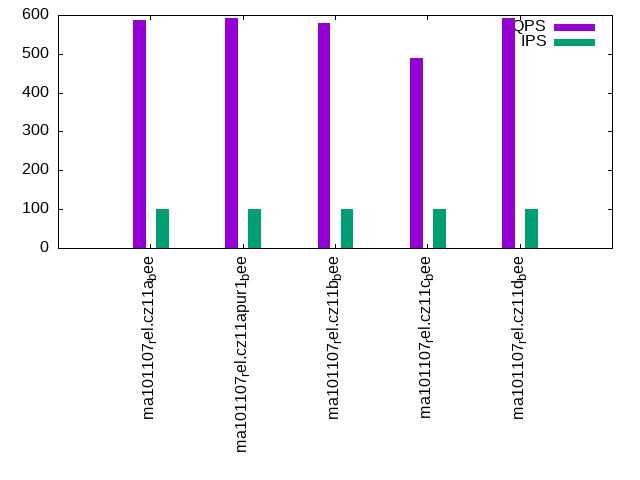 600
500
400
300
200
100
0
QPS
IPS
ma101107rel.cz11abee
ma101107rel.cz11apur1bee
ma101107rel.cz11bbee
ma101107rel.cz11cbee
ma101107rel.cz11dbee